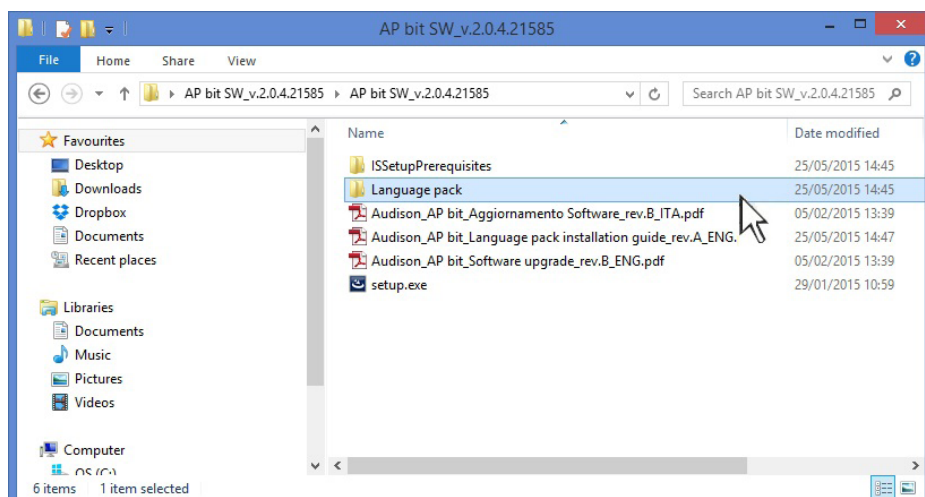 AP bit SW_v.2.0.4.21585
File Home Share View
AP bit SW_v.2.0.4.21585 AP bit SW_v.2.0.4.21585 Search AP bit SW_v.2.0.4.21585
Name Date modified
Favourites
Desktop
Downloads
Dropbox
Documents
Recent places
Libraries
Documents
Music
Pictures
Videos
Computer
OS (C:)
ISSetupPrerequisites 25/05/2015 14:45
Language pack 25/05/2015 14:45
Audison_AP bit_Aggiornamento Software_rev.B_ITA.pdf 05/02/2015 13:39
Audison_AP bit_Language pack installation guide_rev.A_ENG. 25/05/2015 14:47
Audison_AP bit_Software upgrade_rev.B_ENG.pdf 05/02/2015 13:39
setup.exe 29/01/2015 10:59
6 items 1 item selected